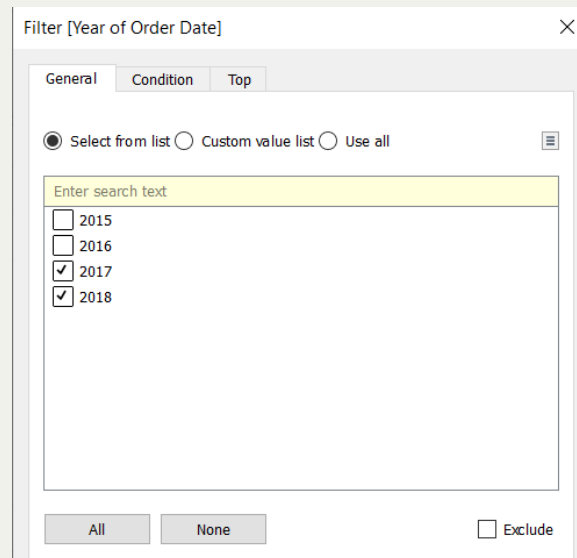 Filter [Year of Order Date]
General Condition Top
Select from list Custom value list Use all
Enter search text
2015
2016
2017
2018
All None Exclude